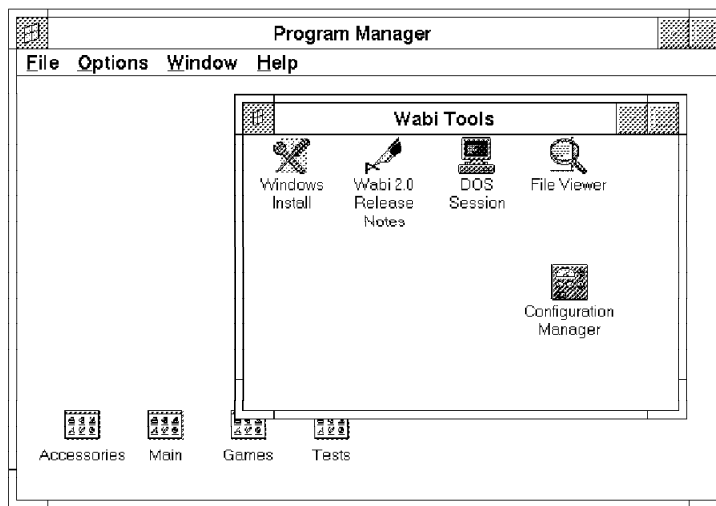 Program Manager
File Options Window Help
Wabi Tools
Windows Install
Wabi 2.0 Release Notes
DOS Session
File Viewer
Configuration Manager
Accessories Main Games Tests